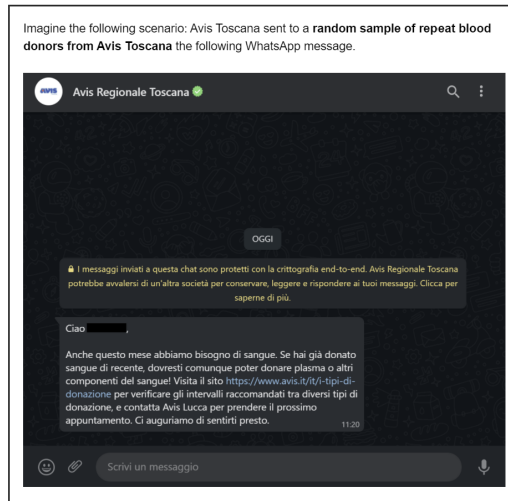 Imagine the following scenario: Avis Toscana sent to a random sample of repeat blood
donors from Avis Toscana the following WhatsApp message.
AVIS
Avis Regionale Toscana
OGGI
I messaggi inviati a questa chat sono protetti con la crittografia end-to-end. Avis Regionale Toscana
potrebbe avvalersi di un'altra società per conservare, leggere e rispondere ai tuoi messaggi. Clicca per
saperne di più.
Ciao ,
Anche questo mese abbiamo bisogno di sangue. Se hai già donato
sangue di recente, dovresti comunque poter donare plasma o altri
componenti del sangue! Visita il sito https://www.avis.it/it/i-tipi-di-
donazione per verificare gli intervalli raccomandati tra diversi tipi di
donazione, e contatta Avis Lucca per prendere il prossimo
appuntamento. Ci auguriamo di sentirti presto.
11:20
Scrivi un messaggio